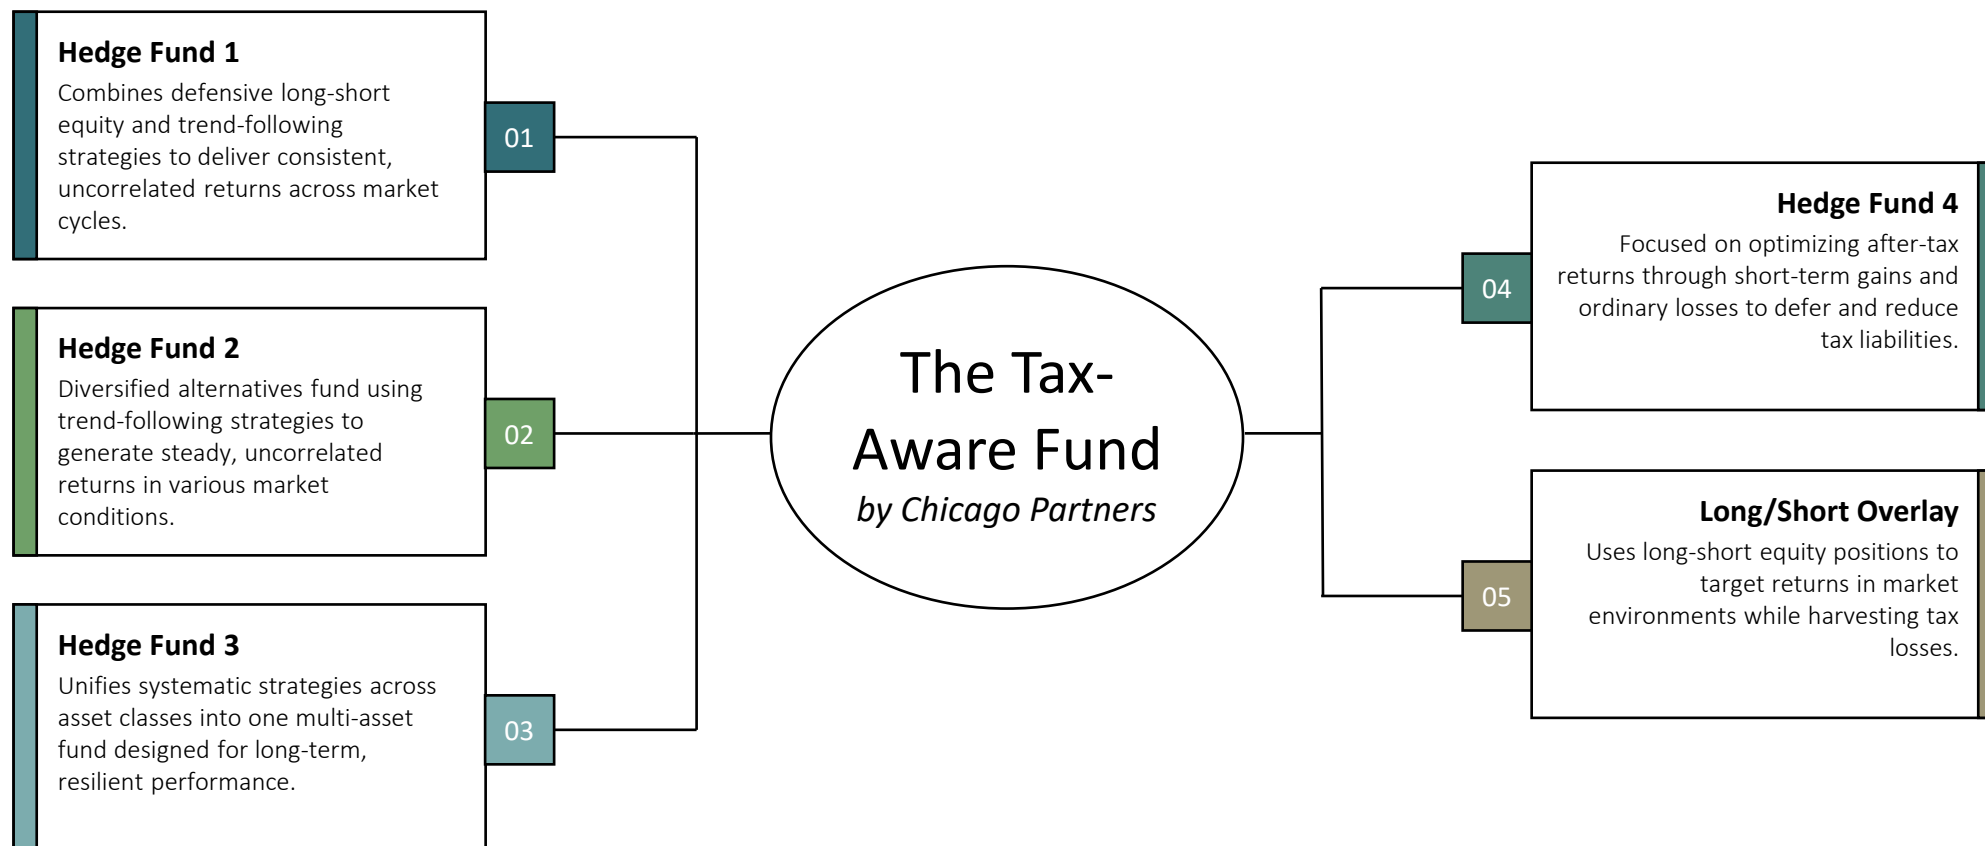 Hedge Fund 1
Combines defensive long-short
equity and trend-following
strategies to deliver consistent,
uncorrelated returns across market
cycles.
01
Hedge Fund 2
Diversified alternatives fund using
trend-following strategies to
generate steady, uncorrelated
returns in various market
conditions.
02
Hedge Fund 3
Unifies systematic strategies across
asset classes into one multi-asset
fund designed for long-term,
resilient performance.
03
The Tax-
Aware Fund
by Chicago Partners
04
Hedge Fund 4
Focused on optimizing after-tax
returns through short-term gains and
ordinary losses to defer and reduce
tax liabilities.
05
Long/Short Overlay
Uses long-short equity positions to
target returns in market
environments while harvesting tax
losses.